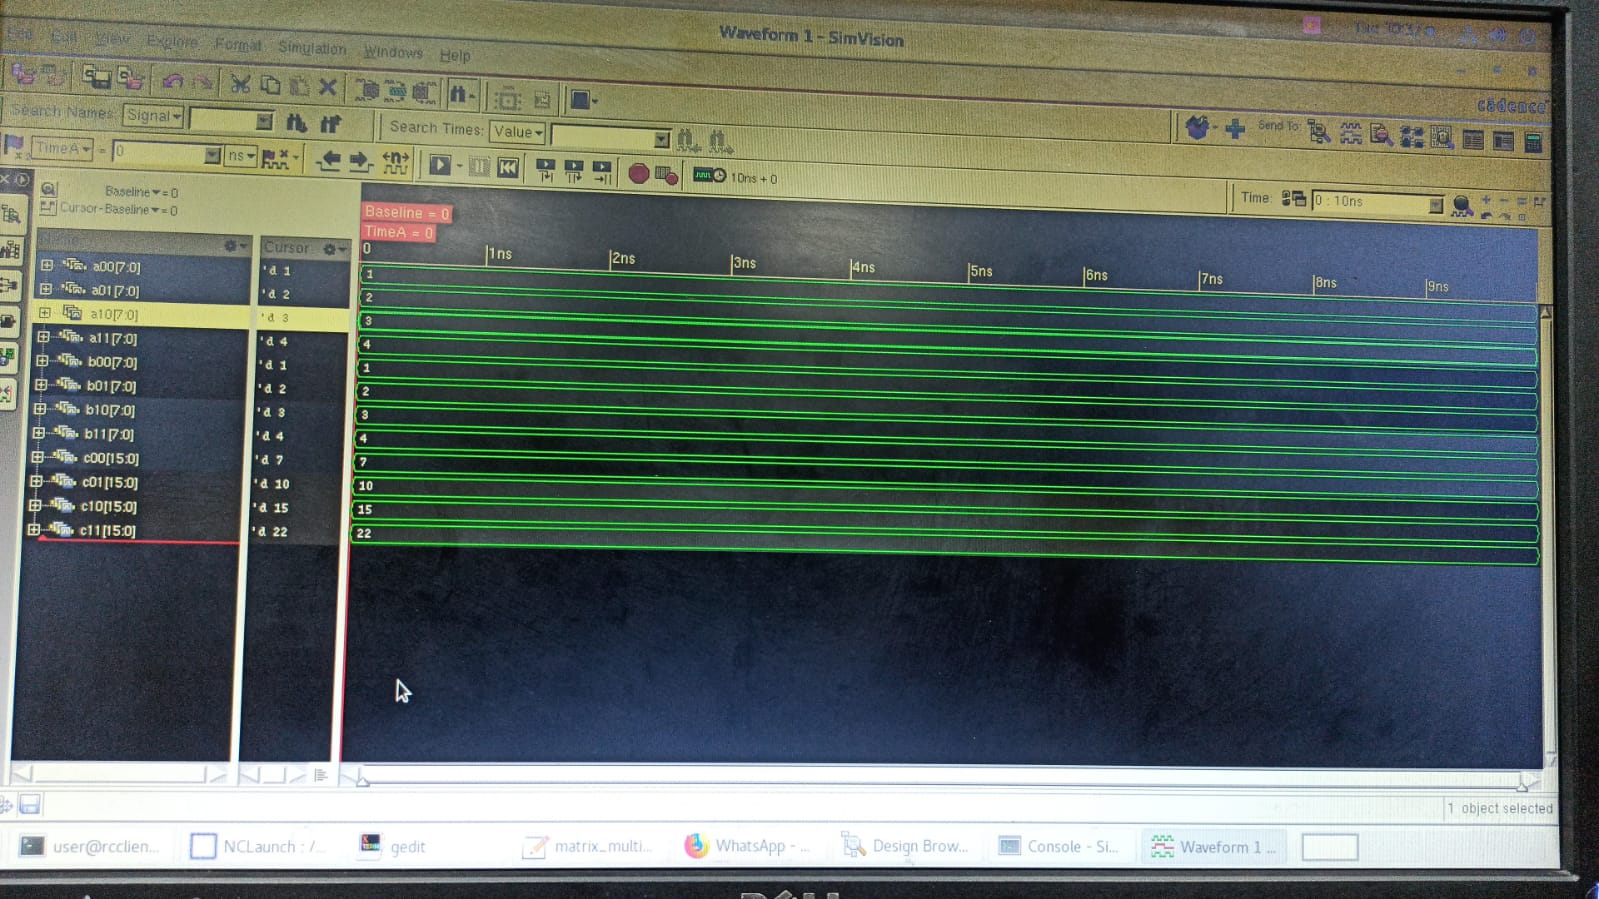 Waveform 1 - SimVision
Edit View Explore Format Simulation Windows Help
cādence
Search Names: Signal
Search Times: Value
Send To:
TimeA = 0 ns
10ns + 0
Time: 0 : 10ns
Baseline = 0
Cursor-Baseline = 0
Baseline = 0
TimeA = 0
Name Cursor
0 1ns 2ns 3ns 4ns 5ns 6ns 7ns 8ns 9ns
a00[7:0] 'd 1 1
a01[7:0] 'd 2 2
a10[7:0] 'd 3 3
a11[7:0] 'd 4 4
b00[7:0] 'd 1 1
b01[7:0] 'd 2 2
b10[7:0] 'd 3 3
b11[7:0] 'd 4 4
c00[15:0] 'd 7 7
c01[15:0] 'd 10 10
c10[15:0] 'd 15 15
c11[15:0] 'd 22 22
1 object selected
user@rcclien... NCLaunch : /... gedit matrix_multi... WhatsApp - ... Design Brow... Console - Si... Waveform 1 ...
DELL